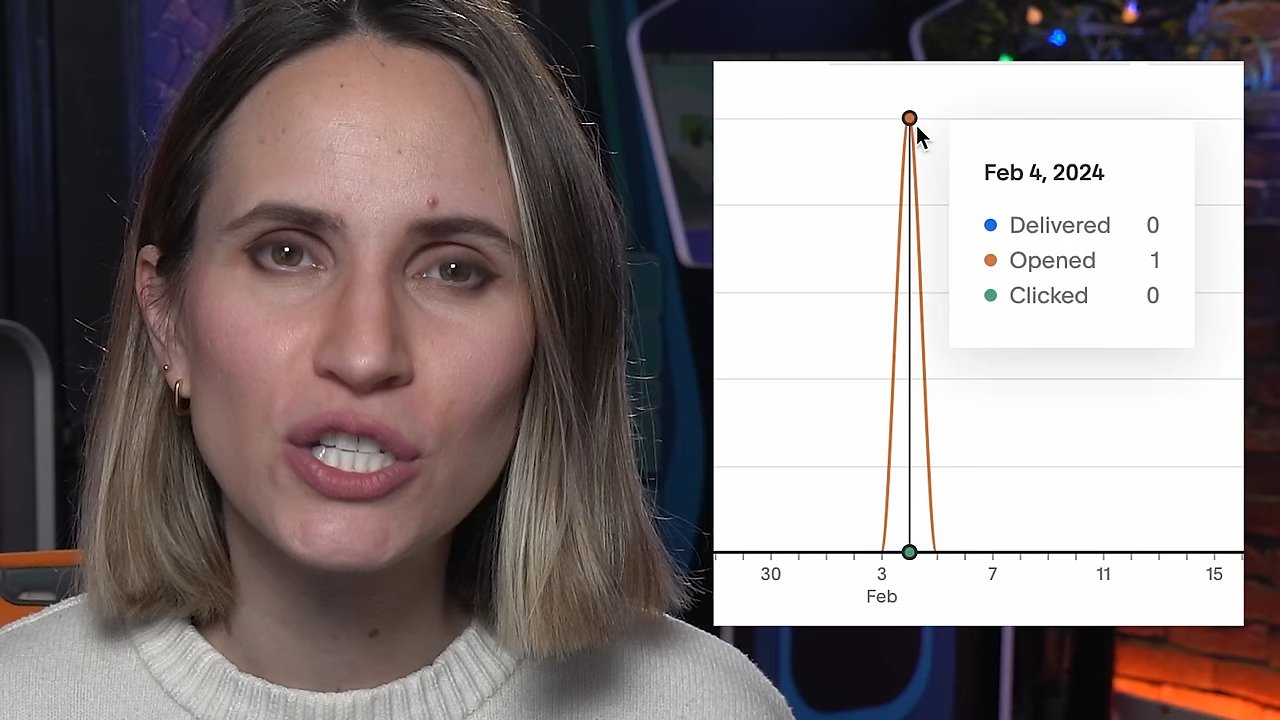 Feb 4, 2024
Delivered 0
Opened 1
Clicked 0
30 3 7 11 15
Feb